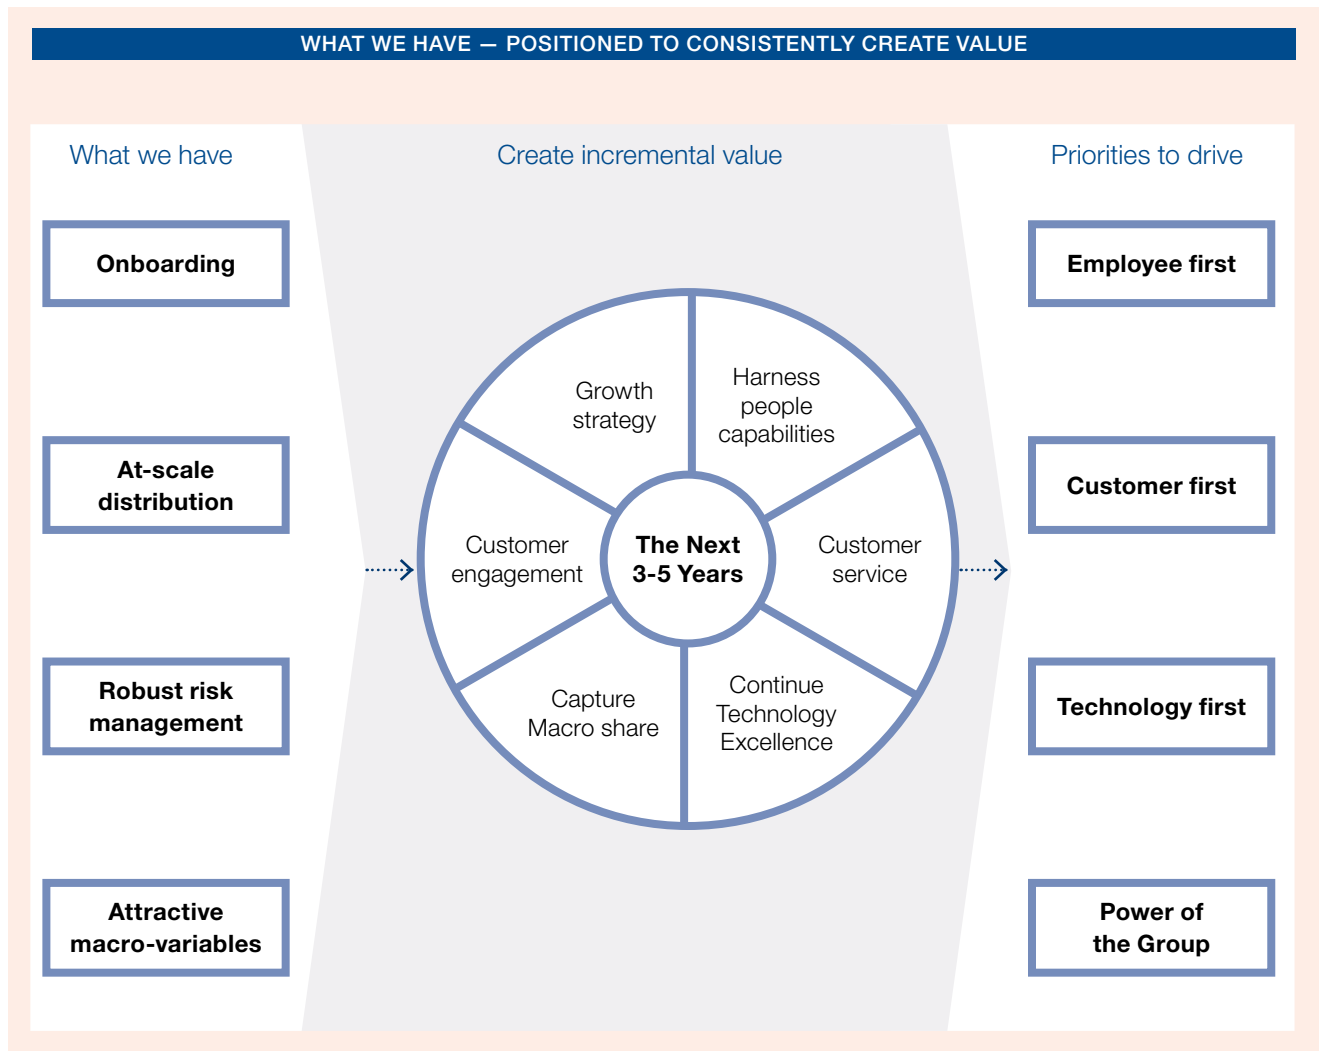 WHAT WE HAVE — POSITIONED TO CONSISTENTLY CREATE VALUE
What we have
Onboarding
At-scale
distribution
Robust risk
management
Attractive
macro-variables
Create incremental value
Growth
strategy
Harness
people
capabilities
Customer
engagement
The Next
3-5 Years
Customer
service
Capture
Macro share
Continue
Technology
Excellence
Priorities to drive
Employee first
Customer first
Technology first
Power of
the Group